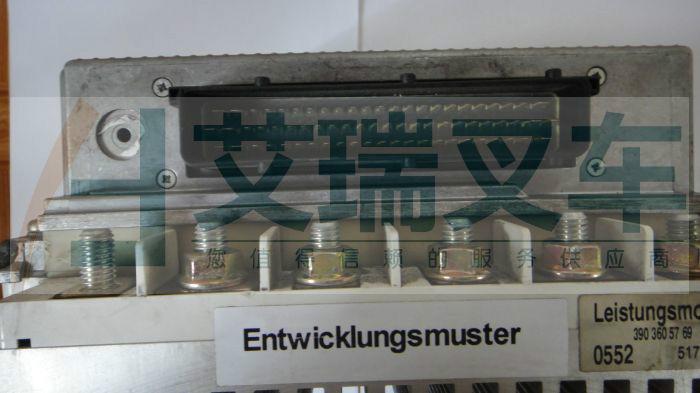 艾瑞叉车
您值得信赖的服务供应商
Entwicklungsmuster
Leistungsmo
390 360 57 69
0552 517